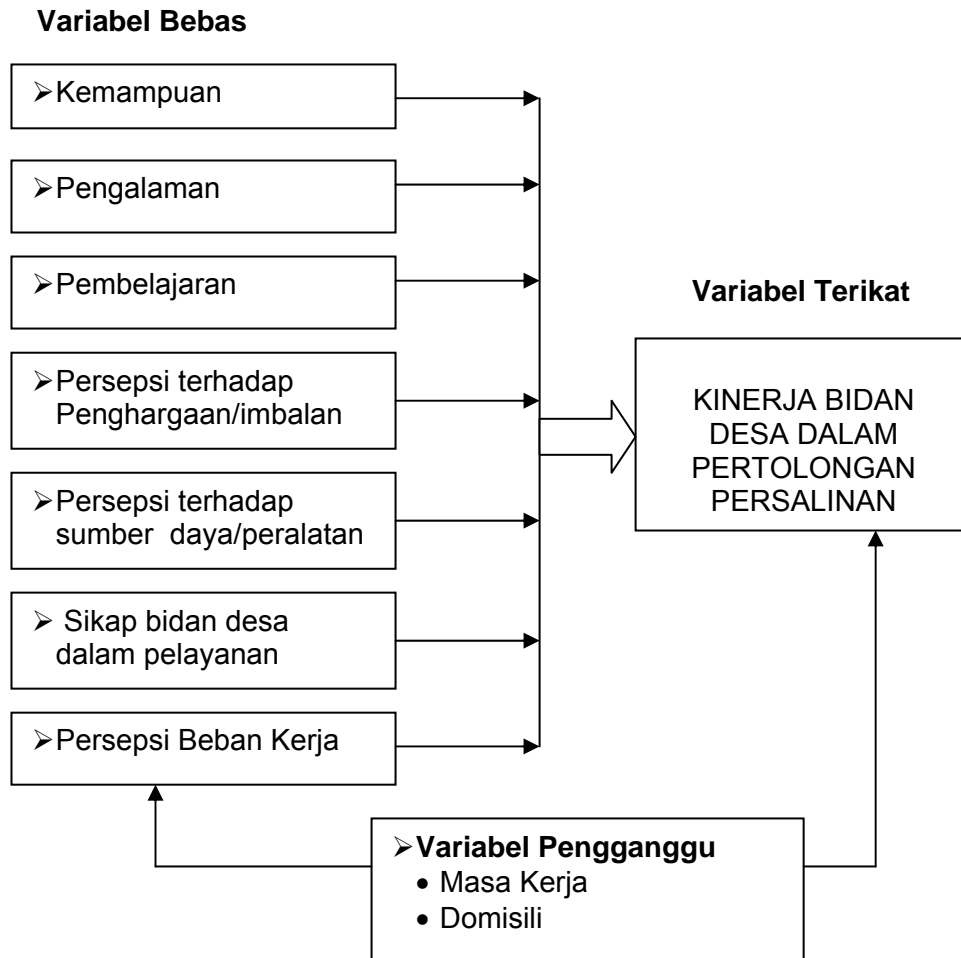 Variabel Bebas
➢Kemampuan
➢Pengalaman
➢Pembelajaran
➢Persepsi terhadap
Penghargaan/imbalan
➢Persepsi terhadap
sumber daya/peralatan
➢ Sikap bidan desa
dalam pelayanan
➢Persepsi Beban Kerja
Variabel Terikat
KINERJA BIDAN
DESA DALAM
PERTOLONGAN
PERSALINAN
➢Variabel Pengganggu
• Masa Kerja
• Domisili